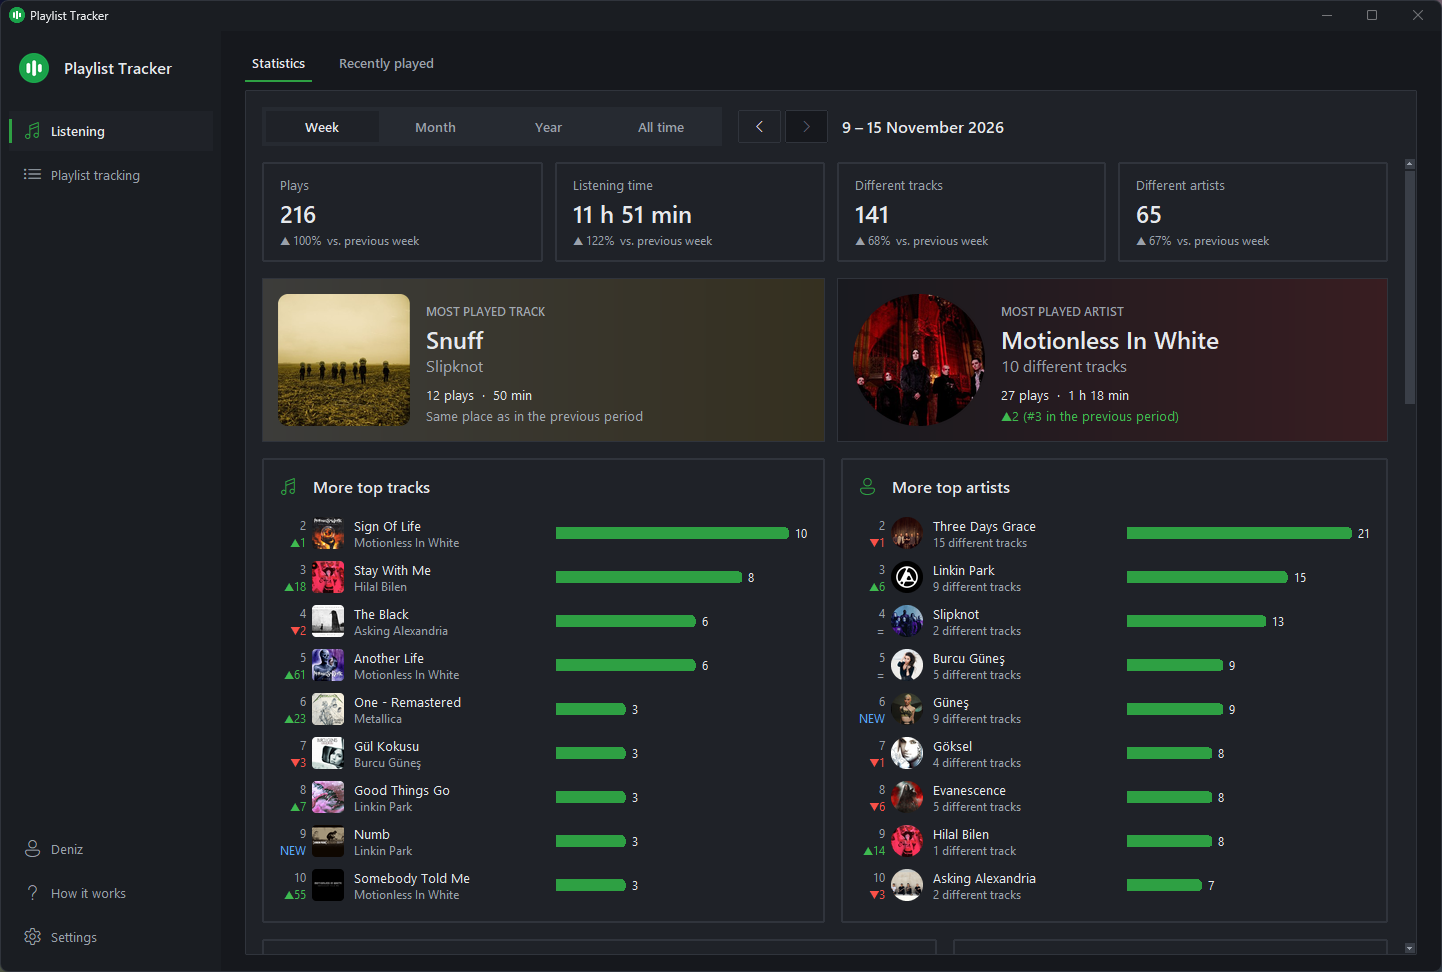 Playlist Tracker
Playlist Tracker
Listening
Playlist tracking
Deniz
How it works
Settings
Statistics
Recently played
Week
Month
Year
All time
9 – 15 November 2026
Plays
216
▲ 100% vs. previous week
Listening time
11 h 51 min
▲ 122% vs. previous week
Different tracks
141
▲ 68% vs. previous week
Different artists
65
▲ 67% vs. previous week
MOST PLAYED TRACK
Snuff
Slipknot
12 plays · 50 min
Same place as in the previous period
MOST PLAYED ARTIST
Motionless In White
10 different tracks
27 plays · 1 h 18 min
▲2 (#3 in the previous period)
More top tracks
2 Sign Of Life 10
▲1 Motionless In White
3 Stay With Me 8
▲18 Hilal Bilen
4 The Black 6
▼2 Asking Alexandria
5 Another Life 6
▲61 Motionless In White
6 One - Remastered 3
▲23 Metallica
7 Gül Kokusu 3
▼3 Burcu Güneş
8 Good Things Go 3
▲7 Linkin Park
9 Numb 3
NEW Linkin Park
10 Somebody Told Me 3
▲55 Motionless In White
More top artists
2 Three Days Grace 21
▼1 15 different tracks
3 Linkin Park 15
▲6 9 different tracks
4 Slipknot 13
= 2 different tracks
5 Burcu Güneş 9
= 5 different tracks
6 Güneş 9
NEW 9 different tracks
7 Göksel 8
▼1 4 different tracks
8 Evanescence 8
▼6 5 different tracks
9 Hilal Bilen 8
▲14 1 different track
10 Asking Alexandria 7
▼3 2 different tracks